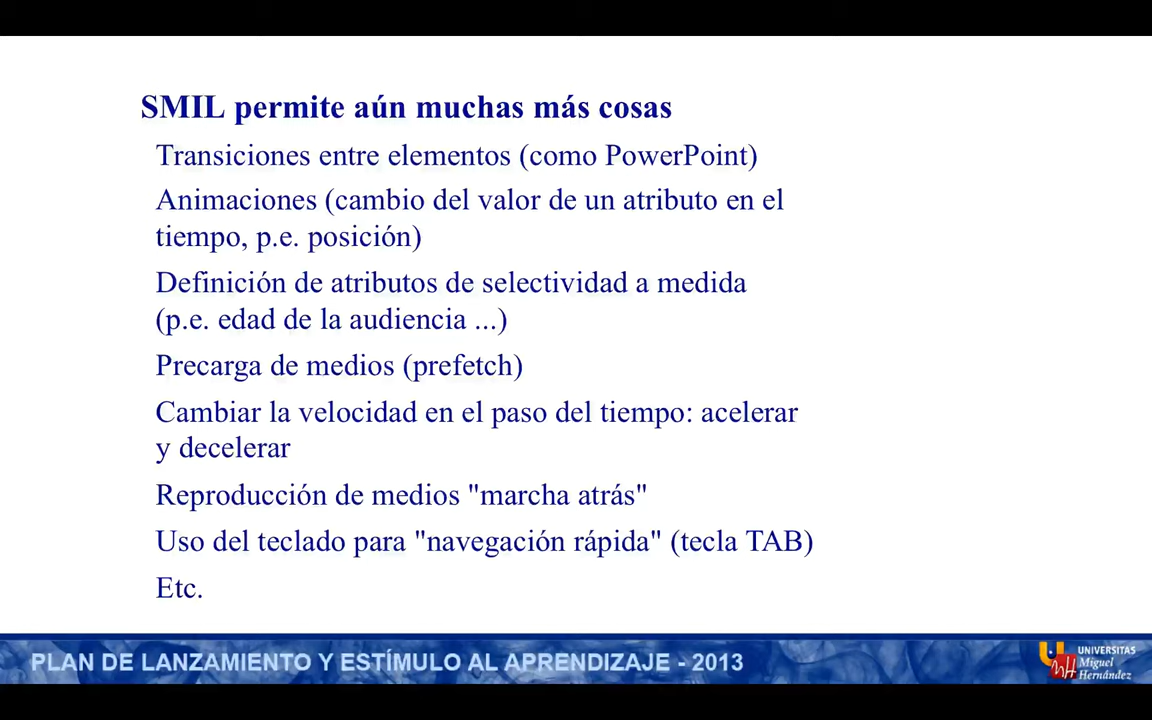 SMIL permite aún muchas más cosas
Transiciones entre elementos (como PowerPoint)
Animaciones (cambio del valor de un atributo en el
tiempo, p.e. posición)
Definición de atributos de selectividad a medida
(p.e. edad de la audiencia ...)
Precarga de medios (prefetch)
Cambiar la velocidad en el paso del tiempo: acelerar
y decelerar
Reproducción de medios "marcha atrás"
Uso del teclado para "navegación rápida" (tecla TAB)
Etc.
PLAN DE LANZAMIENTO Y ESTÍMULO AL APRENDIZAJE - 2013
UNIVERSITAS
Miguel
Hernández